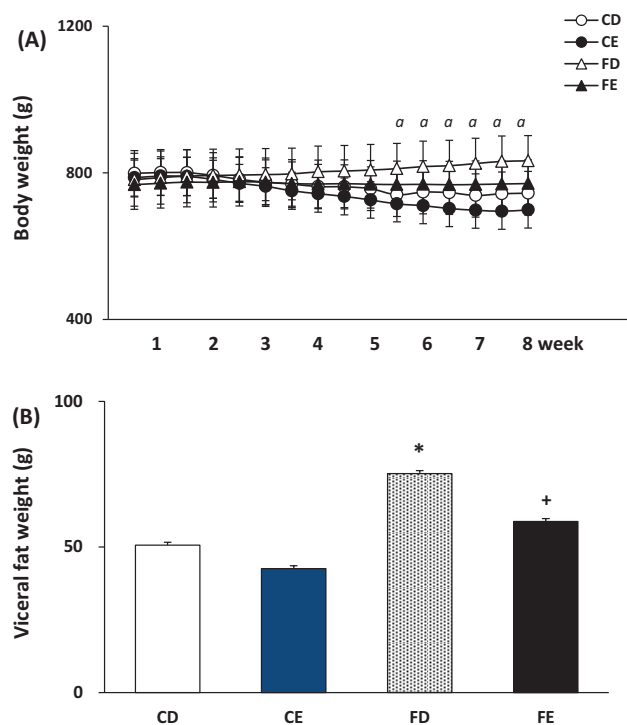 (A)
Body weight (g)
1200
800
400
CD
CE
FD
FE
a a a a a a
1 2 3 4 5 6 7 8 week
(B)
Viceral fat weight (g)
100
50
0
*
+
CD CE FD FE